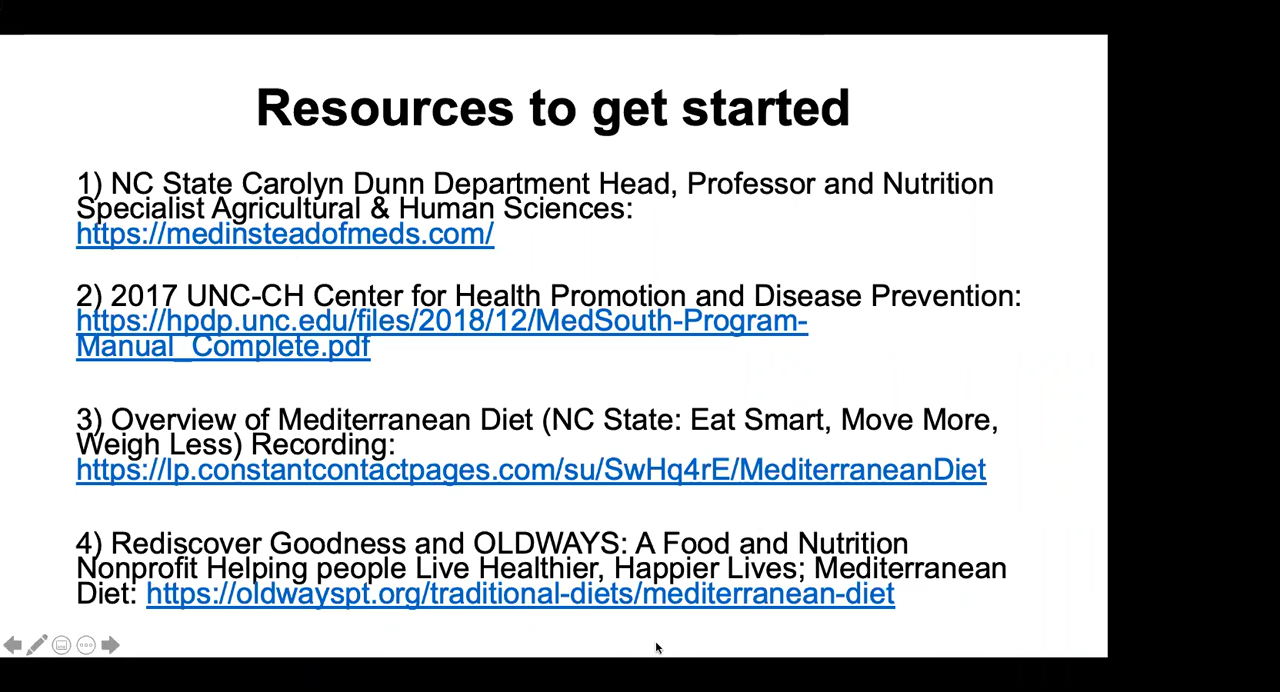 Resources to get started
1) NC State Carolyn Dunn Department Head, Professor and Nutrition
Specialist Agricultural & Human Sciences:
https://medinsteadofmeds.com/
2) 2017 UNC-CH Center for Health Promotion and Disease Prevention:
https://hpdp.unc.edu/files/2018/12/MedSouth-Program-
Manual_Complete.pdf
3) Overview of Mediterranean Diet (NC State: Eat Smart, Move More,
Weigh Less) Recording:
https://lp.constantcontactpages.com/su/SwHq4rE/MediterraneanDiet
4) Rediscover Goodness and OLDWAYS: A Food and Nutrition
Nonprofit Helping people Live Healthier, Happier Lives; Mediterranean
Diet: https://oldwayspt.org/traditional-diets/mediterranean-diet